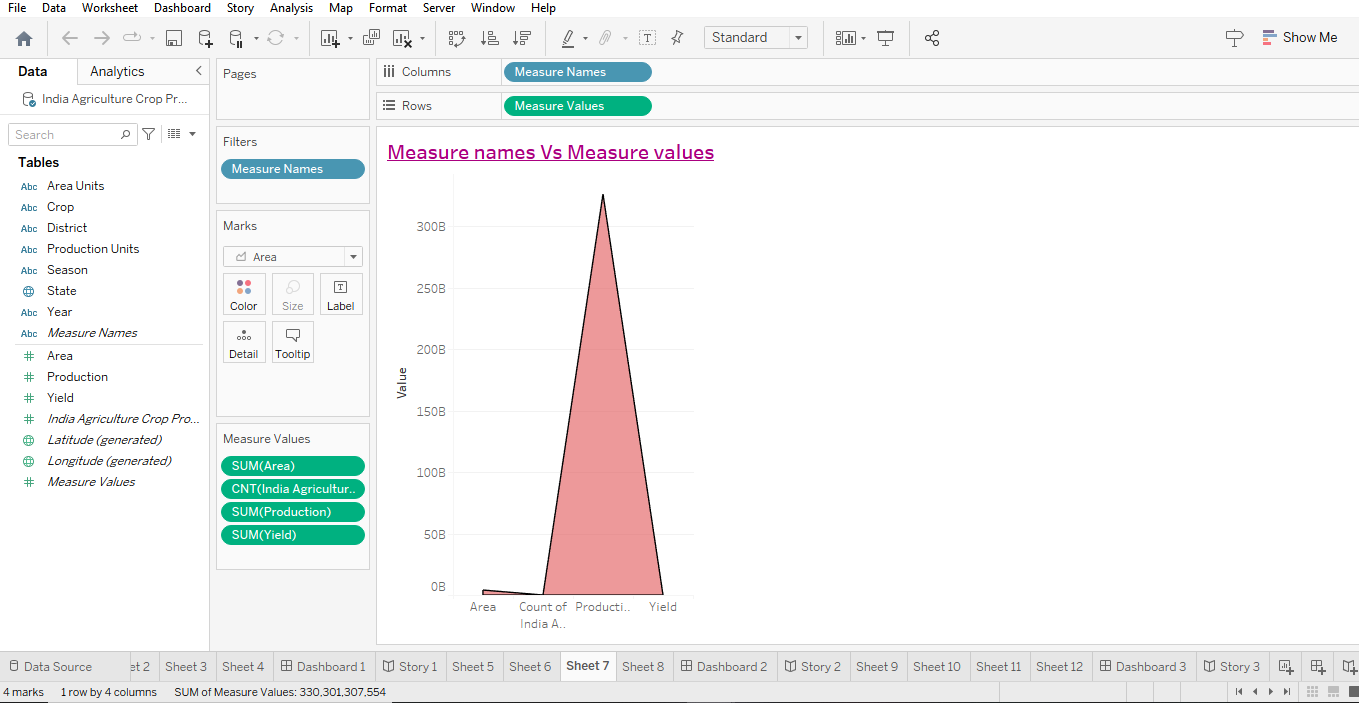 File Data Worksheet Dashboard Story Analysis Map Format Server Window Help
Standard
Show Me
Data Analytics
India Agriculture Crop Pr...
Search
Tables
Abc Area Units
Abc Crop
Abc District
Abc Production Units
Abc Season
State
Abc Year
Abc Measure Names
# Area
# Production
# Yield
# India Agriculture Crop Pro...
Latitude (generated)
Longitude (generated)
# Measure Values
Pages
Filters
Measure Names
Marks
Area
Color Size Label
Detail Tooltip
Measure Values
SUM(Area)
CNT(India Agricultur..
SUM(Production)
SUM(Yield)
Columns Measure Names
Rows Measure Values
Measure names Vs Measure values
300B
250B
200B
150B
100B
50B
0B
Value
Area Count of Producti.. Yield
India A..
Data Source et 2 Sheet 3 Sheet 4 Dashboard 1 Story 1 Sheet 5 Sheet 6 Sheet 7 Sheet 8 Dashboard 2 Story 2 Sheet 9 Sheet 10 Sheet 11 Sheet 12 Dashboard 3 Story 3
4 marks 1 row by 4 columns SUM of Measure Values: 330,301,307,554